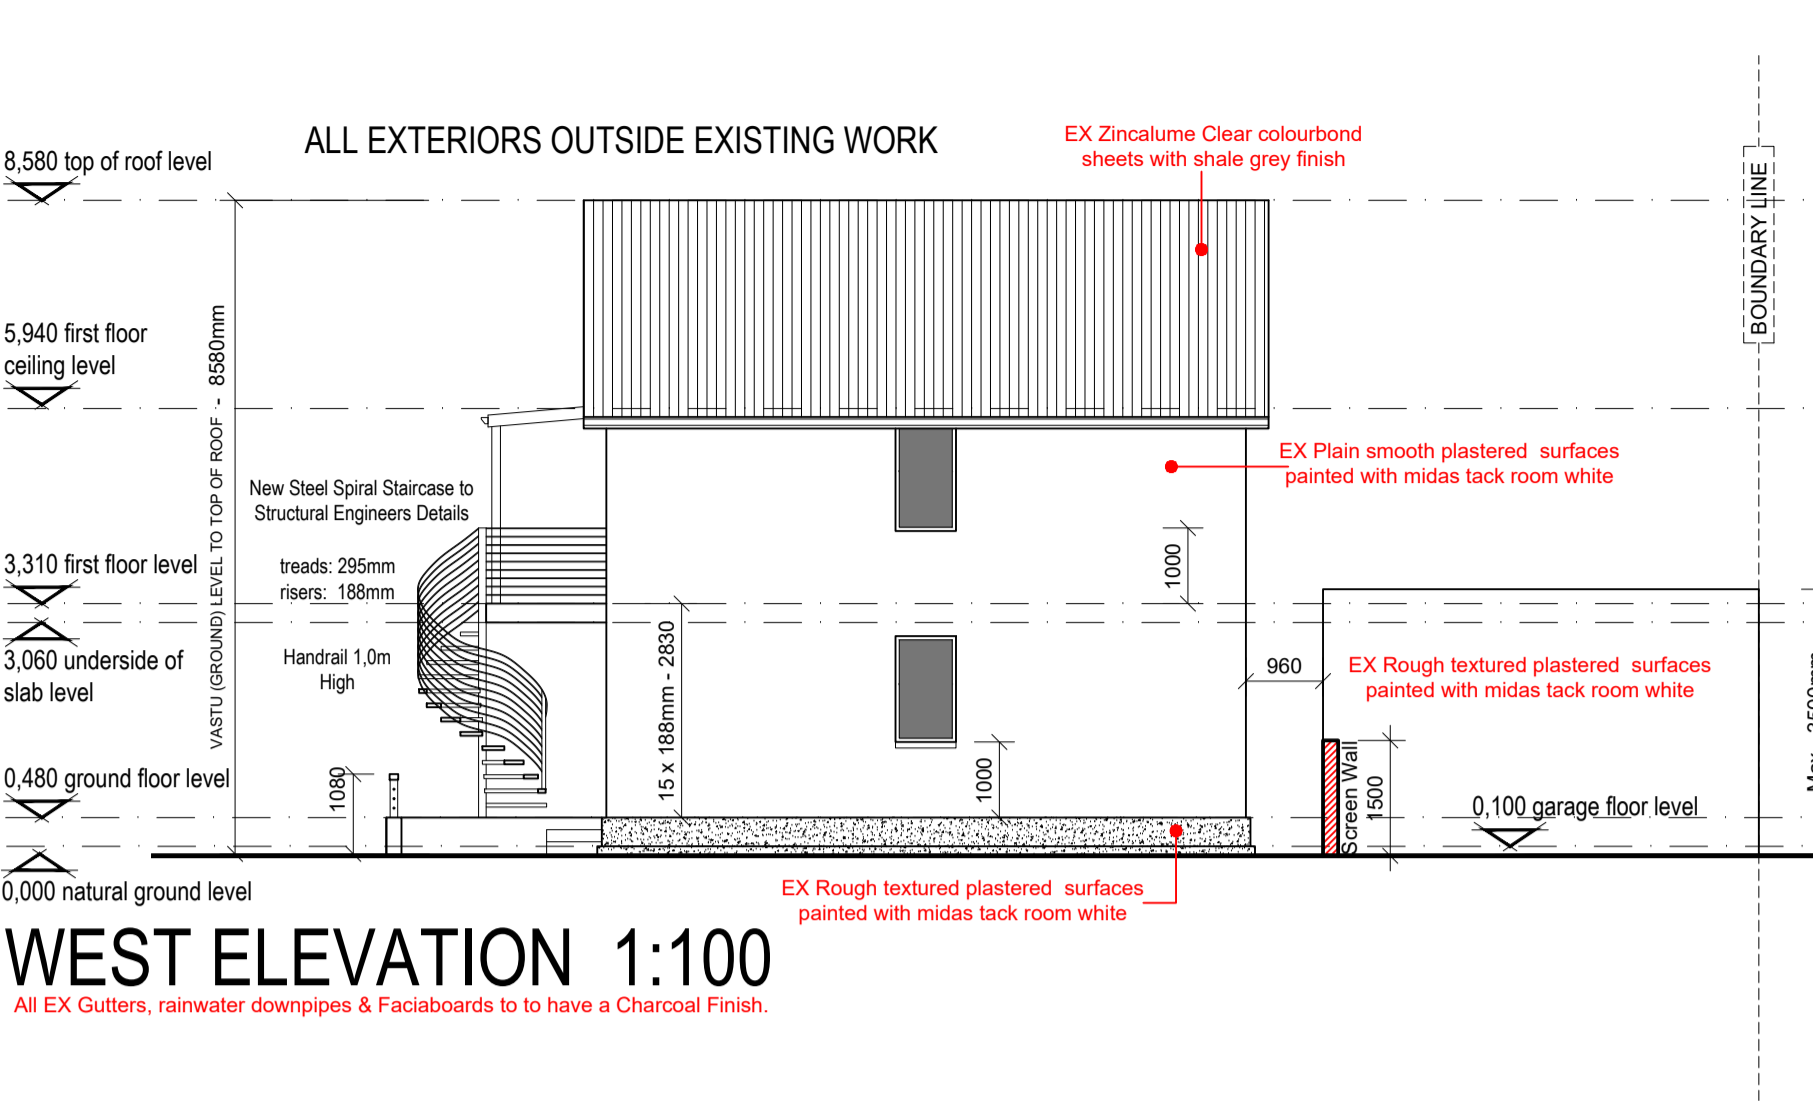 ALL EXTERIORS OUTSIDE EXISTING WORK
EX Zincalume Clear colourbond
sheets with shale grey finish
8,580 top of roof level
BOUNDARY LINE
5,940 first floor
ceiling level
VASTU (GROUND) LEVEL TO TOP OF ROOF - 8580mm
EX Plain smooth plastered surfaces
painted with midas tack room white
New Steel Spiral Staircase to
Structural Engineers Details
3,310 first floor level
treads: 295mm
risers: 188mm
1000
3,060 underside of
slab level
Handrail 1,0m
High
15 x 188mm - 2830
960
EX Rough textured plastered surfaces
painted with midas tack room white
0,480 ground floor level
1080
1000
Screen Wall
1500
0,100 garage floor level
0,000 natural ground level
EX Rough textured plastered surfaces
painted with midas tack room white
WEST ELEVATION 1:100
All EX Gutters, rainwater downpipes & Faciaboards to to have a Charcoal Finish.